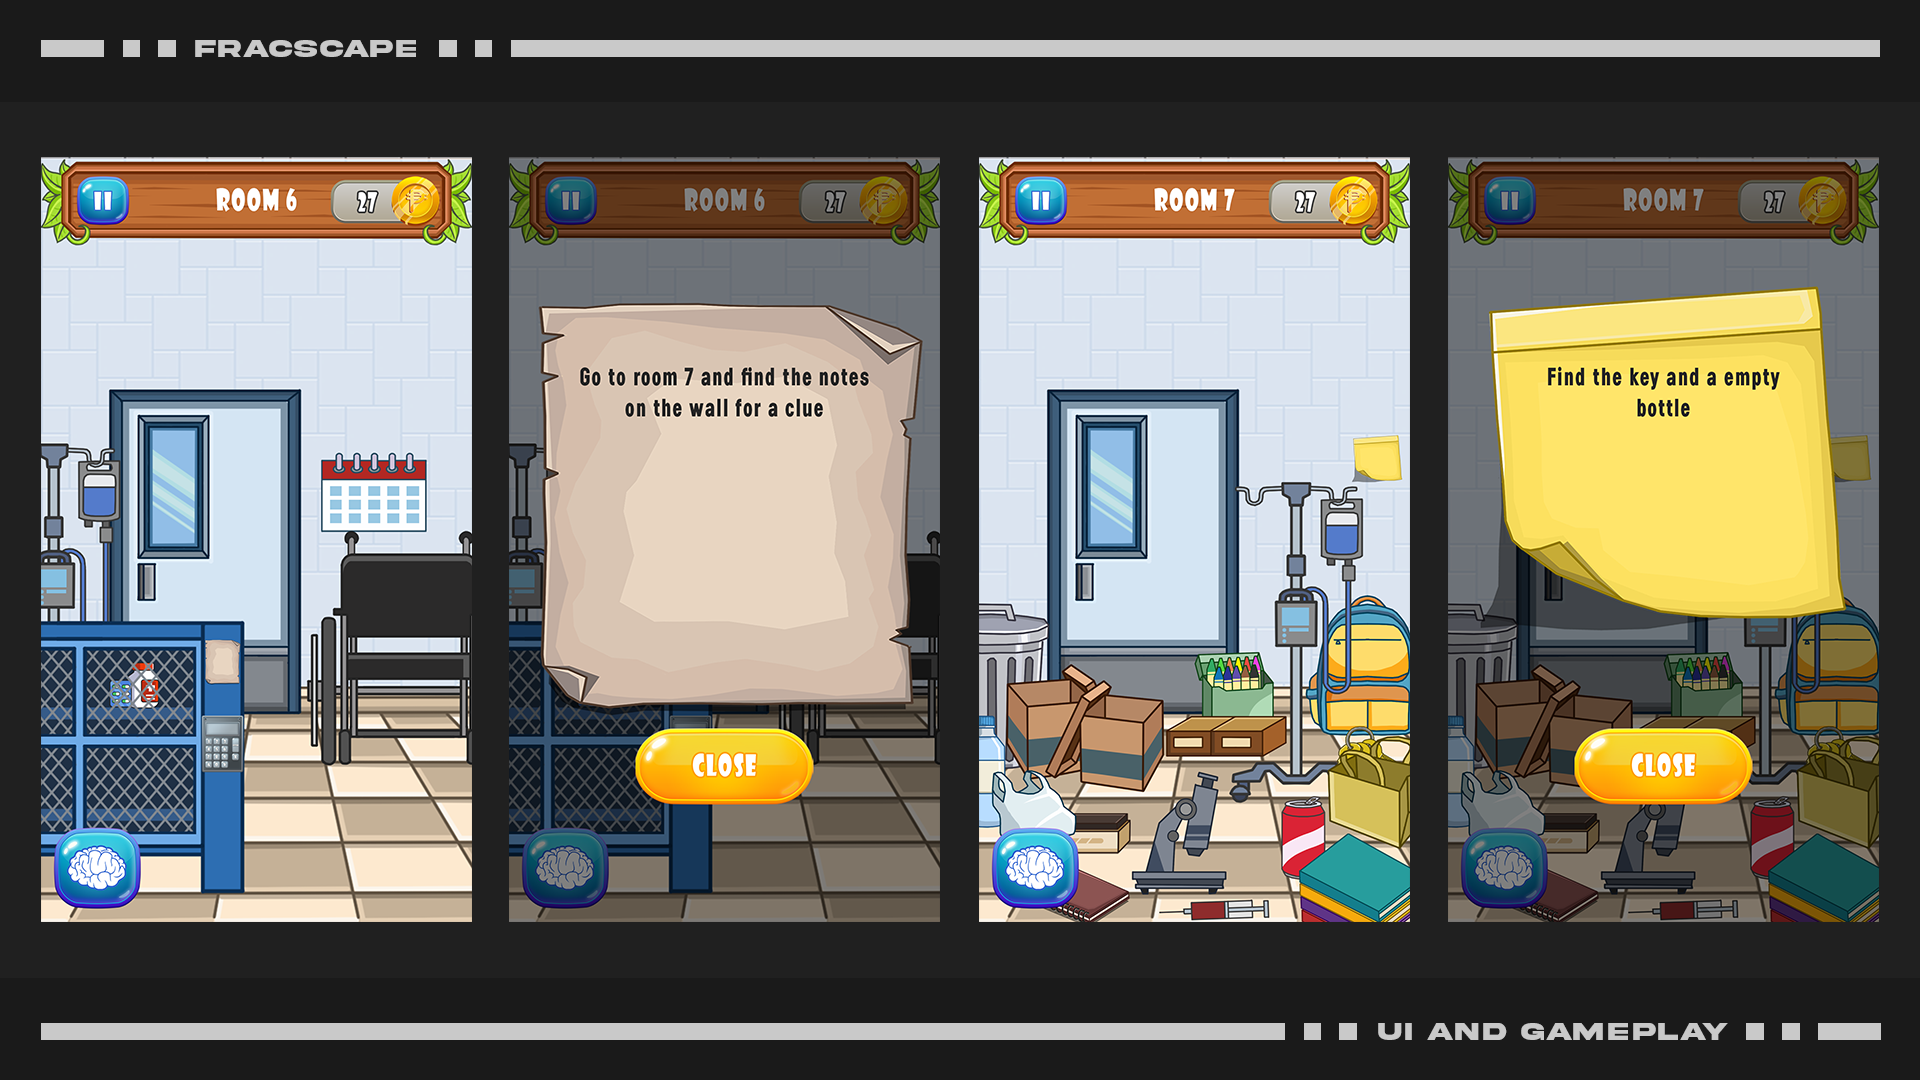 FRACSCAPE
ROOM 6
27
ROOM 6
27
Go to room 7 and find the notes
on the wall for a clue
CLOSE
ROOM 7
27
ROOM 7
27
Find the key and a empty
bottle
CLOSE
UI AND GAMEPLAY